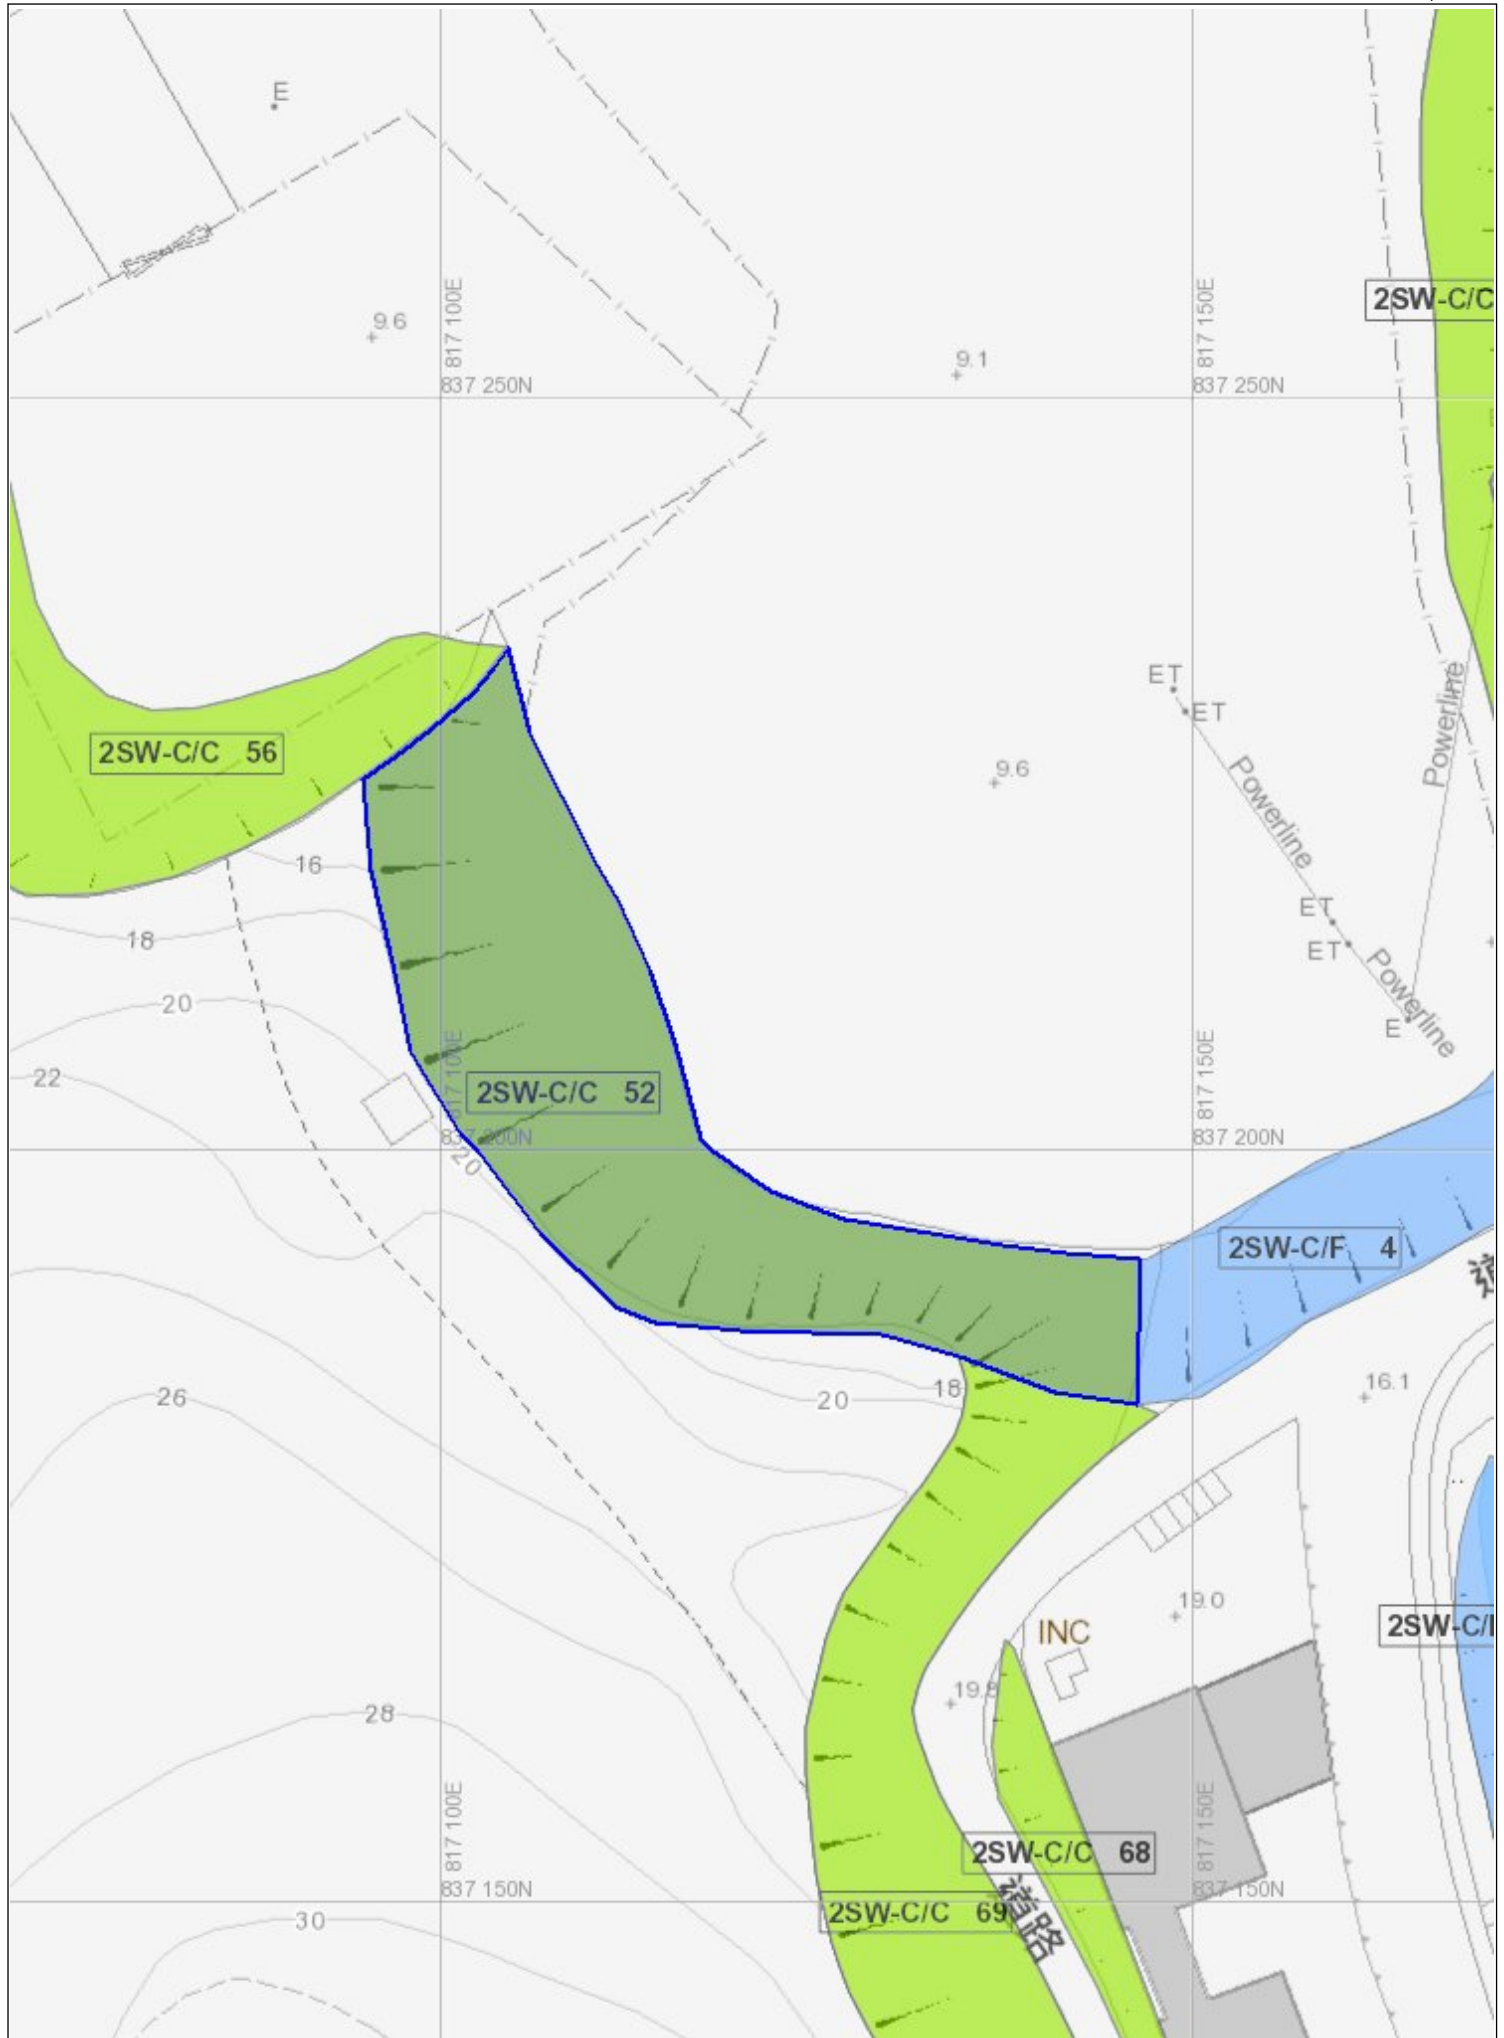 E
2SW-C/C
817 100E
817 150E
9.6
9.1
837 250N
837 250N
ET
ET
Powerline
2SW-C/C 56
9.6
Powerline
16
ET
18
ET
Powerline
20
E
817 100E
817 150E
22
2SW-C/C 52
837 200N
837 200N
20
2SW-C/F 4
18
16.1
26
20
19.0
INC
2SW-C/
19.8
28
817 100E
817 150E
2SW-C/C 68
837 150N
837 150N
2SW-C/C 69
道路
30